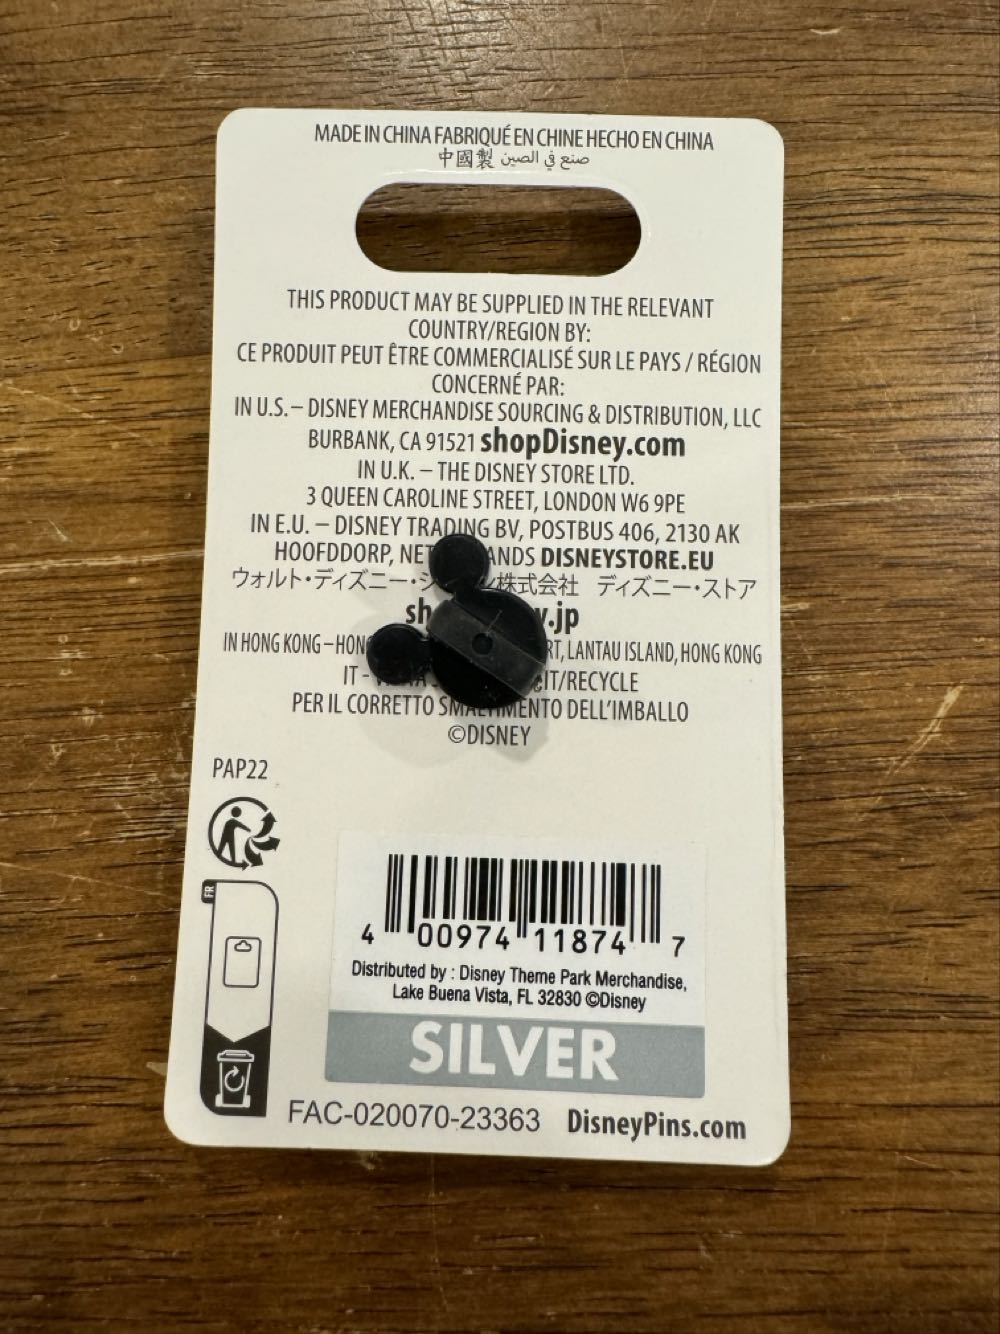 MADE IN CHINA FABRIQUÉ EN CHINE HECHO EN CHINA
中國製 صنع في الصين
THIS PRODUCT MAY BE SUPPLIED IN THE RELEVANT
COUNTRY/REGION BY:
CE PRODUIT PEUT ÊTRE COMMERCIALISÉ SUR LE PAYS / RÉGION
CONCERNÉ PAR:
IN U.S. – DISNEY MERCHANDISE SOURCING & DISTRIBUTION, LLC
BURBANK, CA 91521 shopDisney.com
IN U.K. – THE DISNEY STORE LTD.
3 QUEEN CAROLINE STREET, LONDON W6 9PE
IN E.U. – DISNEY TRADING BV, POSTBUS 406, 2130 AK
HOOFDDORP, DISNEYSTORE.EU
ウォルト・ディズニー・ 株式会社 ディズニー・ストア
.jp
IN HONG KONG – LANTAU ISLAND, HONG KONG
IT - IT/RECYCLE
PER IL CORRETTO SMALTIMENTO DELL'IMBALLO
©DISNEY
PAP22
FR
4 00974 11874 7
Distributed by : Disney Theme Park Merchandise,
Lake Buena Vista, FL 32830 ©Disney
SILVER
FAC-020070-23363 DisneyPins.com